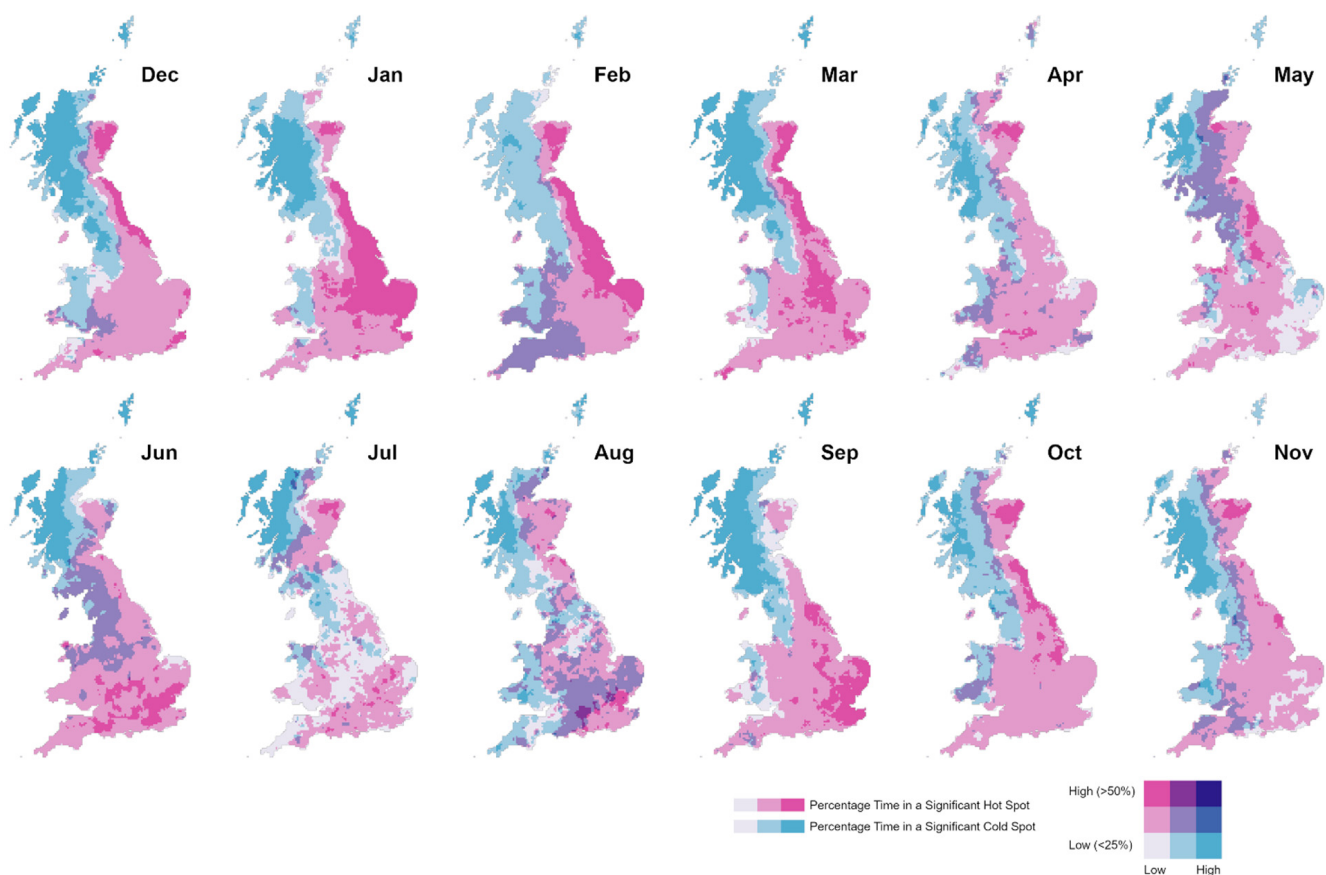 Dec
Jan
Feb
Mar
Apr
May
Jun
Jul
Aug
Sep
Oct
Nov
Percentage Time in a Significant Hot Spot
Percentage Time in a Significant Cold Spot
High (>50%)
Low (<25%)
Low
High